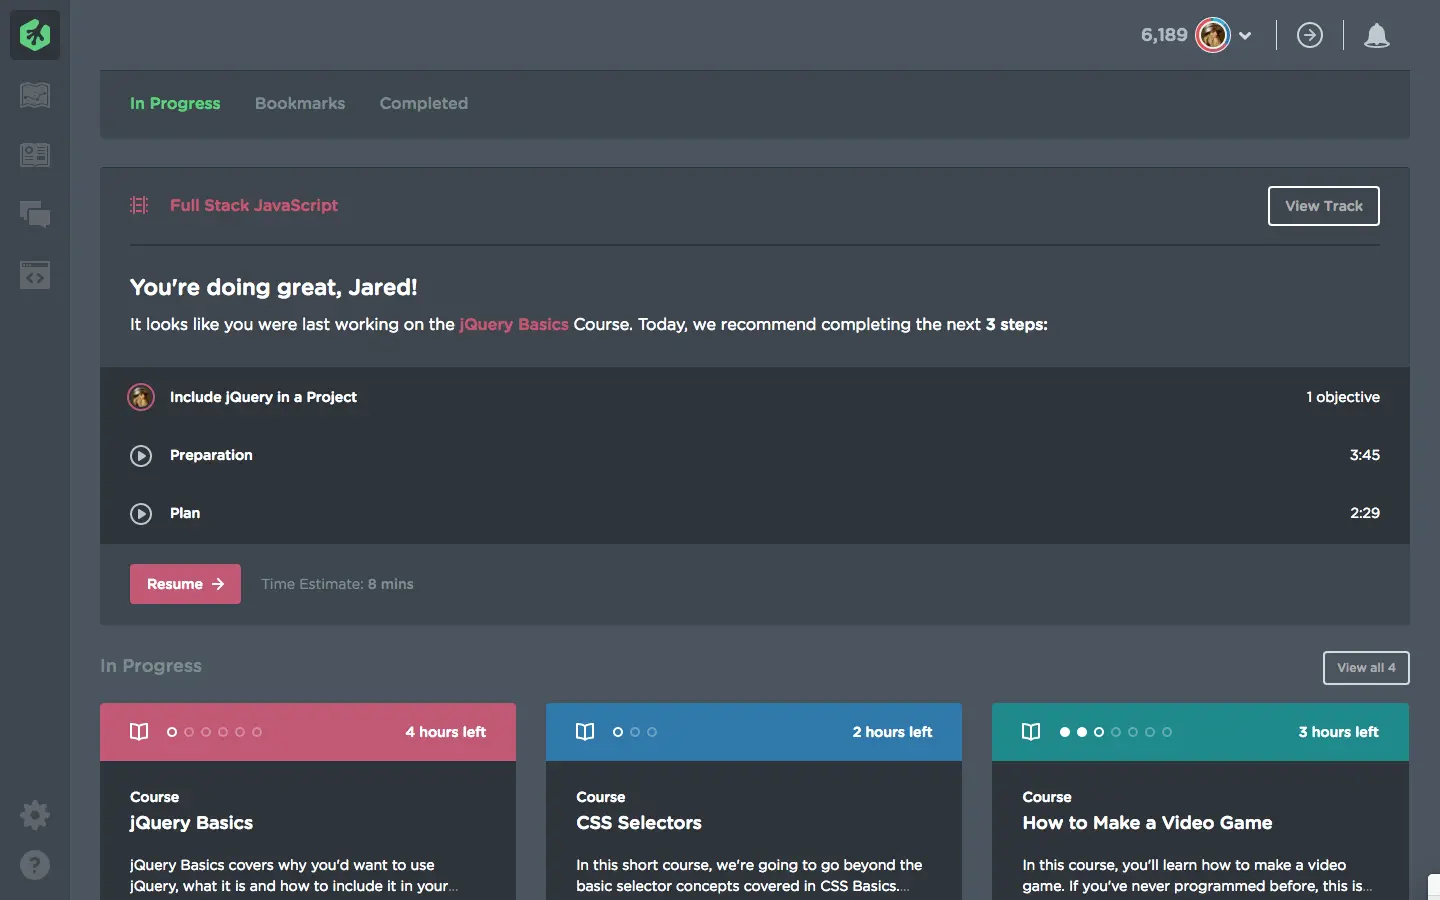 6,189
In Progress Bookmarks Completed
Full Stack JavaScript
View Track
You're doing great, Jared!
It looks like you were last working on the jQuery Basics Course. Today, we recommend completing the next 3 steps:
Include jQuery in a Project 1 objective
Preparation 3:45
Plan 2:29
Resume → Time Estimate: 8 mins
In Progress
View all 4
4 hours left
Course
jQuery Basics
jQuery Basics covers why you'd want to use
jQuery, what it is and how to include it in your...
2 hours left
Course
CSS Selectors
In this short course, we're going to go beyond the
basic selector concepts covered in CSS Basics....
3 hours left
Course
How to Make a Video Game
In this course, you'll learn how to make a video
game. If you've never programmed before, this is...
?